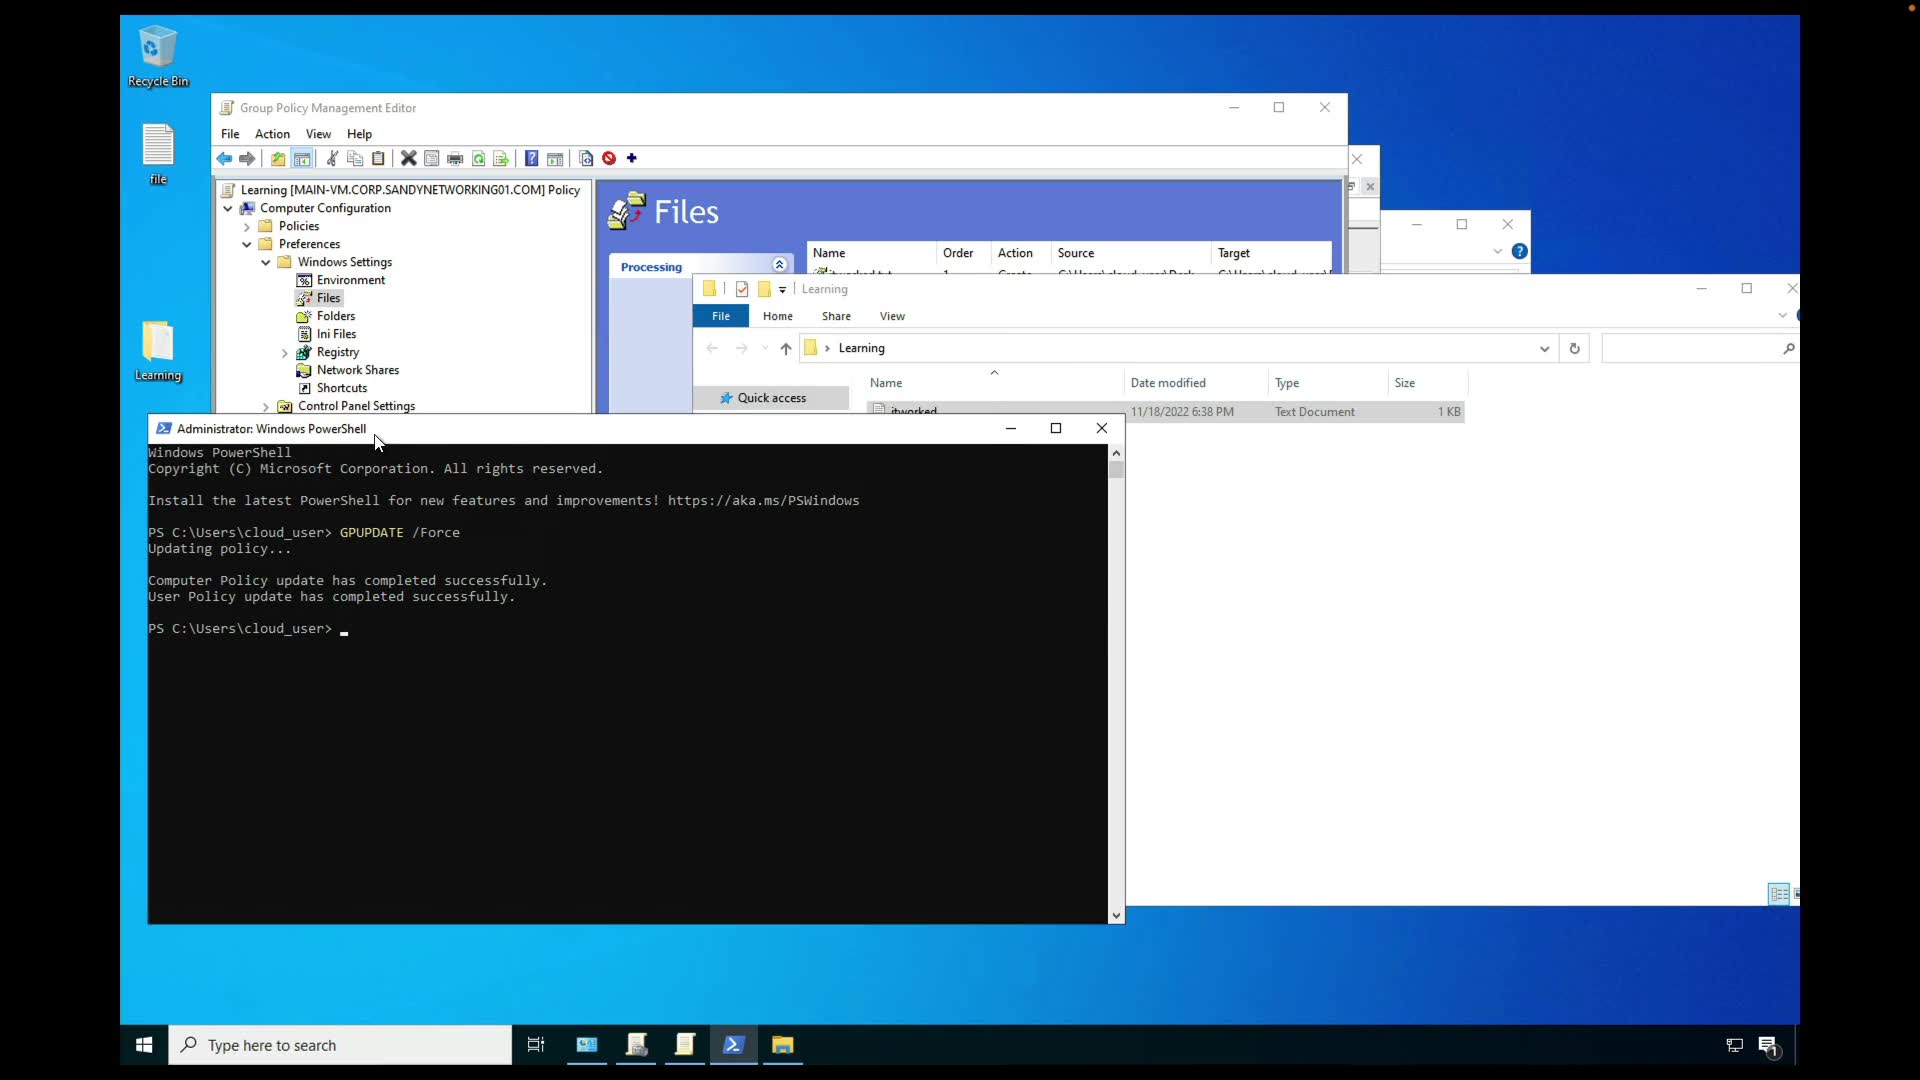 Recycle Bin
file
Learning
Group Policy Management Editor
File Action View Help
Learning [MAIN-VM.CORP.SANDYNETWORKING01.COM] Policy
Computer Configuration
Policies
Preferences
Windows Settings
Environment
Files
Folders
Ini Files
Registry
Network Shares
Shortcuts
Control Panel Settings
Files
Processing
Name Order Action Source Target
Learning
File Home Share View
Learning
Quick access
Name Date modified Type Size
itworked 11/18/2022 6:38 PM Text Document 1 KB
Administrator: Windows PowerShell
Windows PowerShell
Copyright (C) Microsoft Corporation. All rights reserved.
Install the latest PowerShell for new features and improvements! https://aka.ms/PSWindows
PS C:\Users\cloud_user> GPUPDATE /Force
Updating policy...
Computer Policy update has completed successfully.
User Policy update has completed successfully.
PS C:\Users\cloud_user>
Type here to search
1